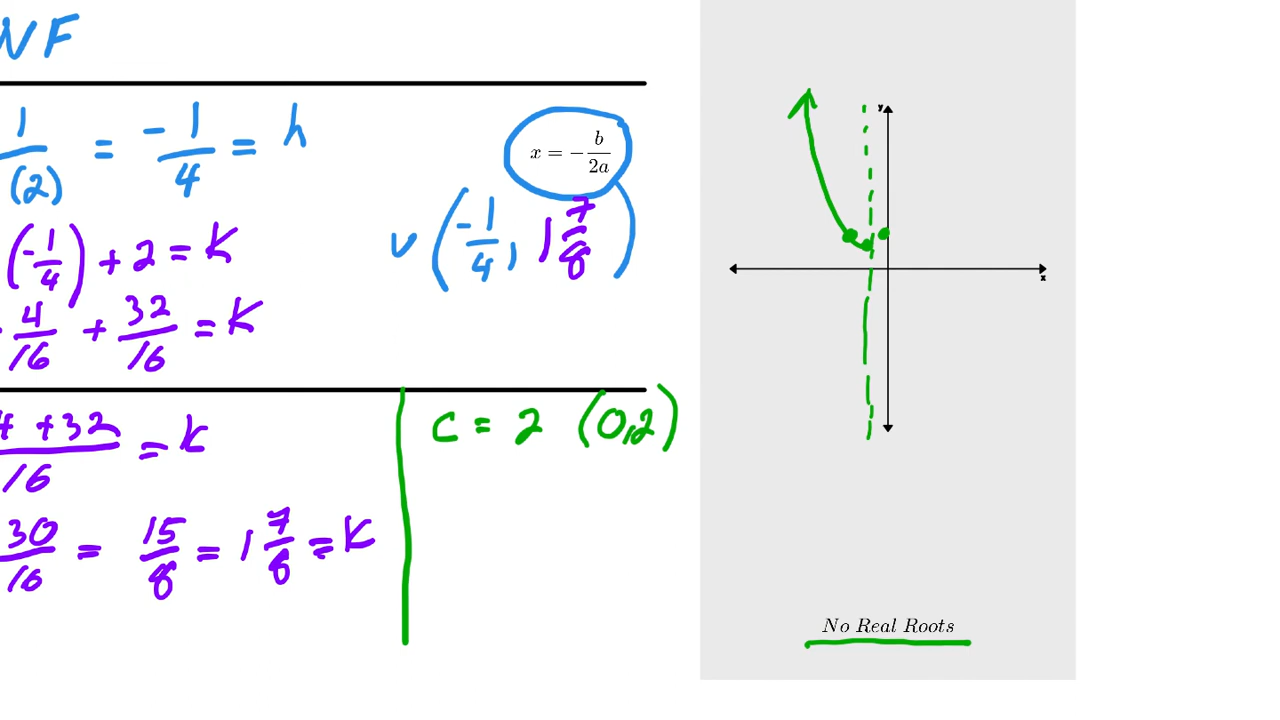 NF
1/(2) = -1/4 = h
x = -b/2a
v(-1/4, 1 7/8)
(-1/4) + 2 = K
4/16 + 32/16 = K
4 + 32/16 = K
C = 2 (0,2)
30/16 = 15/8 = 1 7/8 = K
y
x
No Real Roots